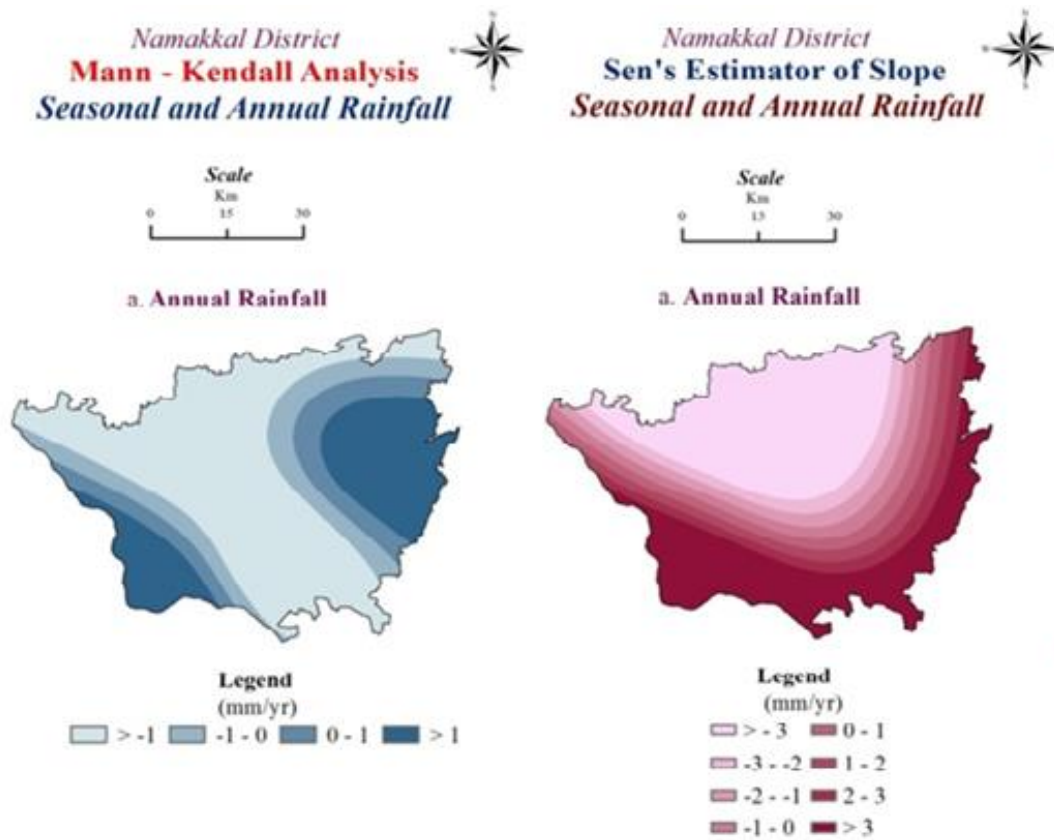 Namakkal District
Mann - Kendall Analysis
Seasonal and Annual Rainfall
Scale
Km
0 15 30
a. Annual Rainfall
Legend
(mm/yr)
> -1 -1 - 0 0 - 1 > 1
Namakkal District
Sen's Estimator of Slope
Seasonal and Annual Rainfall
Scale
Km
0 15 30
a. Annual Rainfall
Legend
(mm/yr)
> - 3 0 - 1
-3 - -2 1 - 2
-2 - -1 2 - 3
-1 - 0 > 3